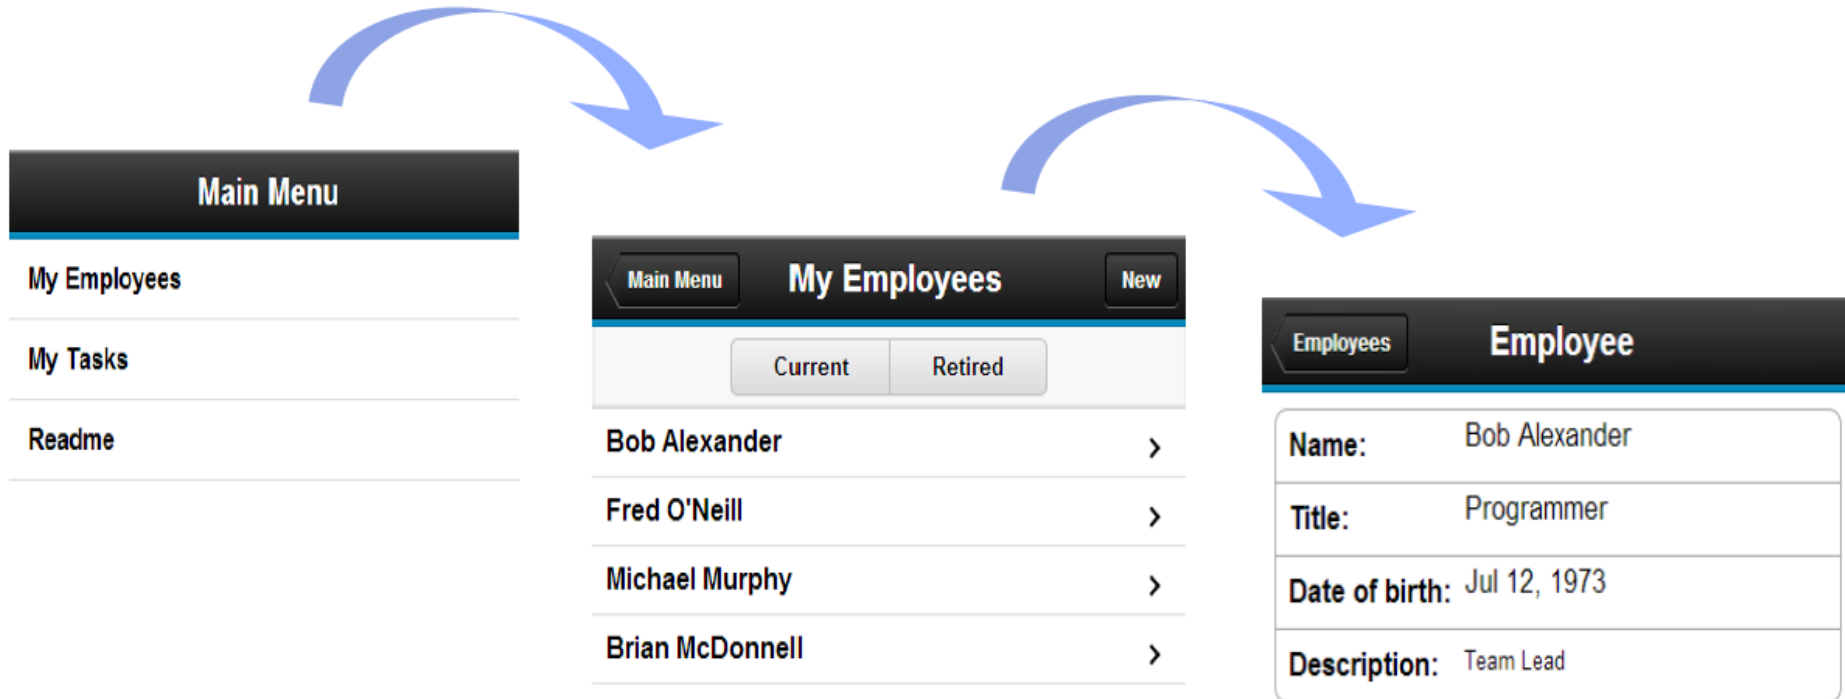 Main Menu
My Employees
My Tasks
Readme
Main Menu My Employees New
Current Retired
Bob Alexander
Fred O'Neill
Michael Murphy
Brian McDonnell
Employees Employee
Name: Bob Alexander
Title: Programmer
Date of birth: Jul 12, 1973
Description: Team Lead